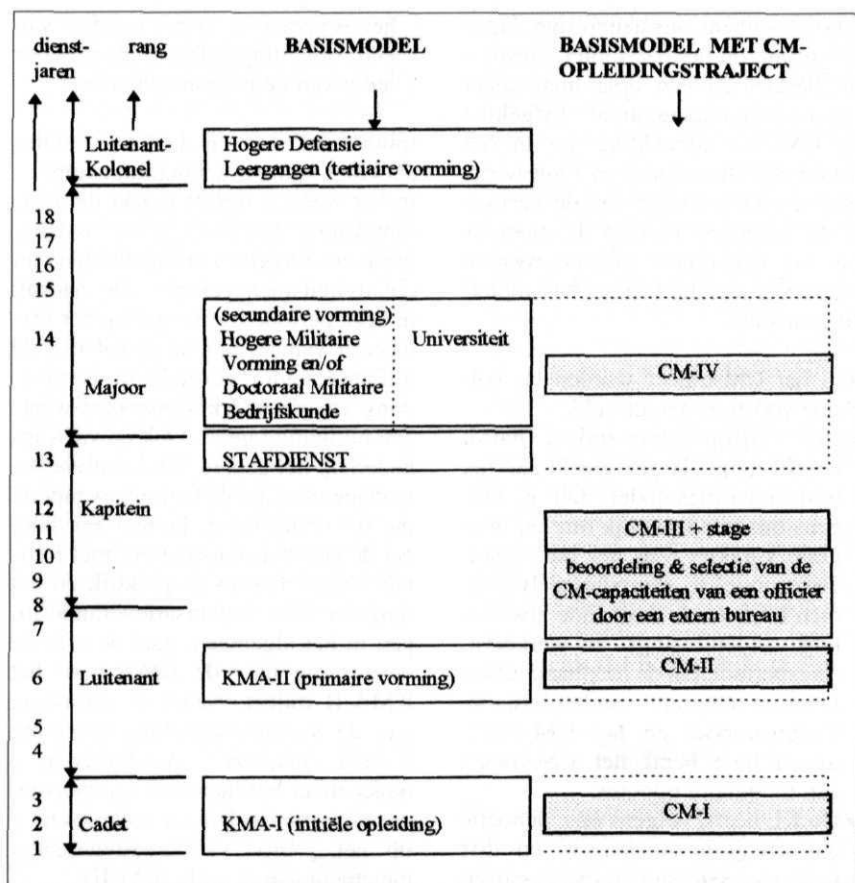 dienst-
jaren
rang
BASISMODEL
BASISMODEL MET CM-
OPLEIDINGSTRAJECT
Luitenant-
Kolonel
Hogere Defensie
Leergangen (tertiaire vorming)
18
17
16
15
14
Majoor
(secundaire vorming)
Hogere Militaire
Vorming en/of
Doctoraal Militaire
Bedrijfskunde
Universiteit
CM-IV
13
STAFDIENST
Kapitein
12
11
10
9
8
CM-III + stage
beoordeling & selectie van de
CM-capaciteiten van een officier
door een extern bureau
7
6
5
4
Luitenant
KMA-II (primaire vorming)
CM-II
3
2
1
Cadet
KMA-I (initiële opleiding)
CM-I